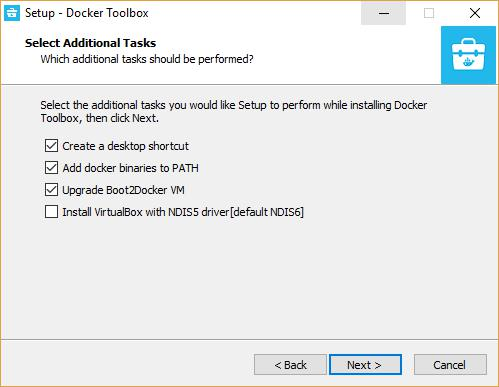 Setup - Docker Toolbox
Select Additional Tasks
Which additional tasks should be performed?
Select the additional tasks you would like Setup to perform while installing Docker
Toolbox, then click Next.
Create a desktop shortcut
Add docker binaries to PATH
Upgrade Boot2Docker VM
Install VirtualBox with NDIS5 driver[default NDIS6]
< Back
Next >
Cancel